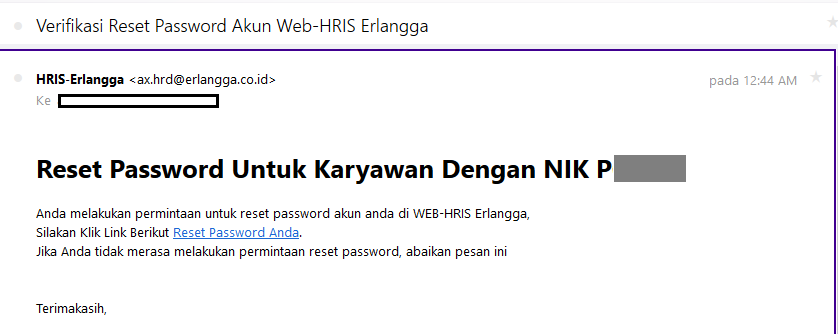 Verifikasi Reset Password Akun Web-HRIS Erlangga
HRIS-Erlangga <ax.hrd@erlangga.co.id>
pada 12:44 AM
Ke
Reset Password Untuk Karyawan Dengan NIK P
Anda melakukan permintaan untuk reset password akun anda di WEB-HRIS Erlangga,
Silakan Klik Link Berikut Reset Password Anda.
Jika Anda tidak merasa melakukan permintaan reset password, abaikan pesan ini
Terimakasih,